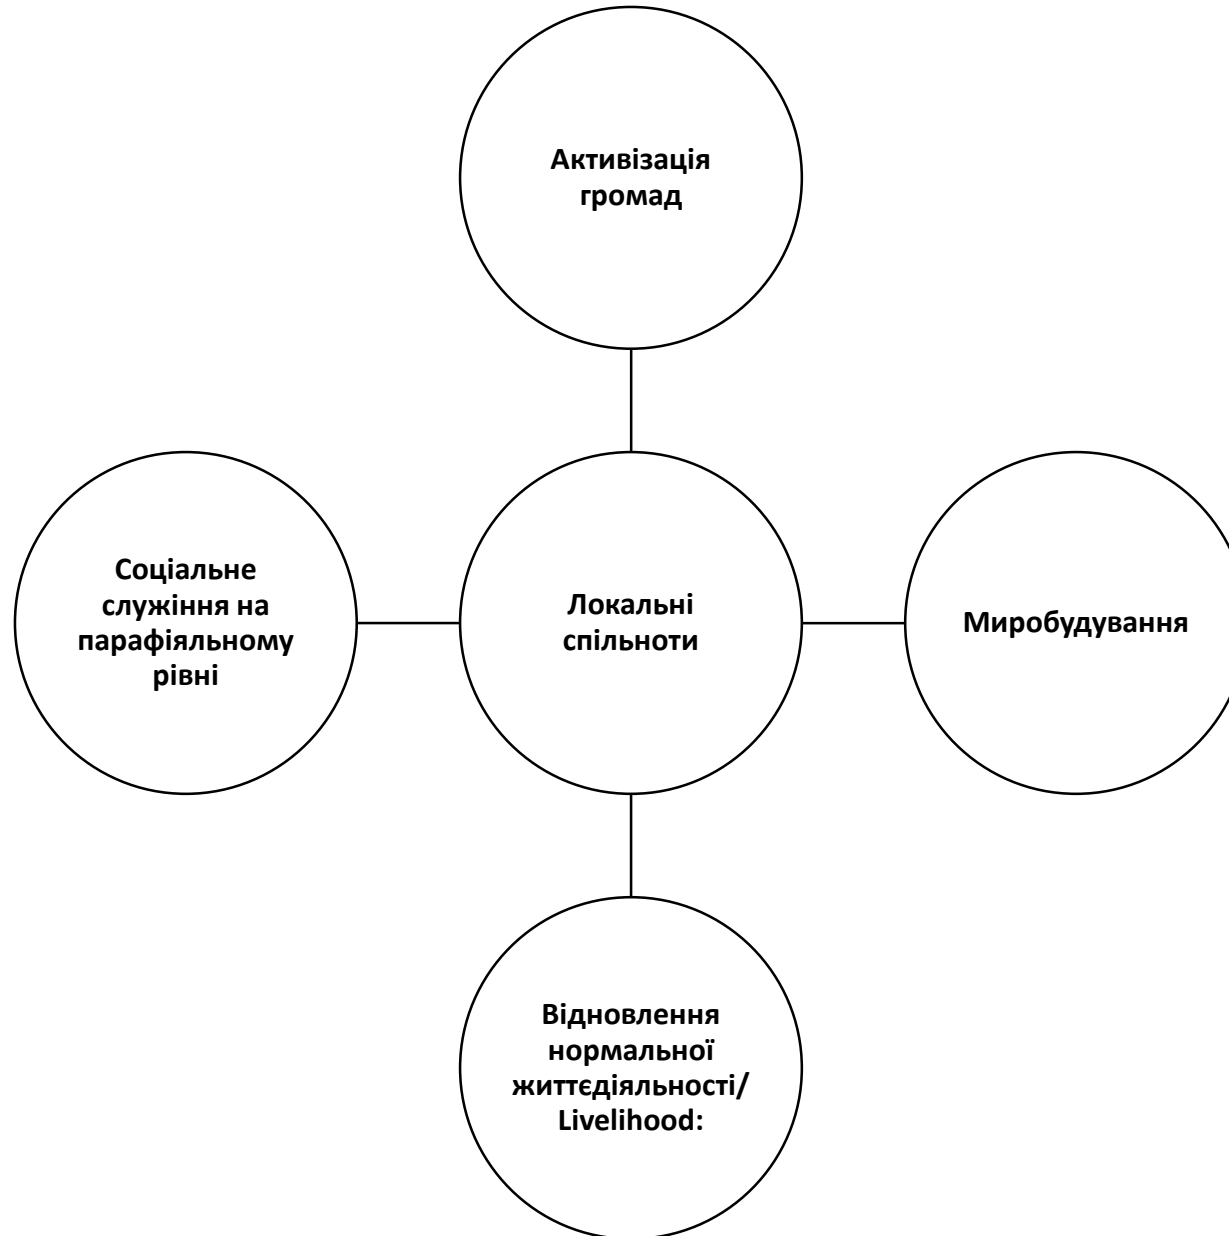 Активізація
громад
Соціальне
служіння на
парафіяльному
рівні
Локальні
спільноти
Миробудування
Відновлення
нормальної
життєдіяльності/
Livelihood: